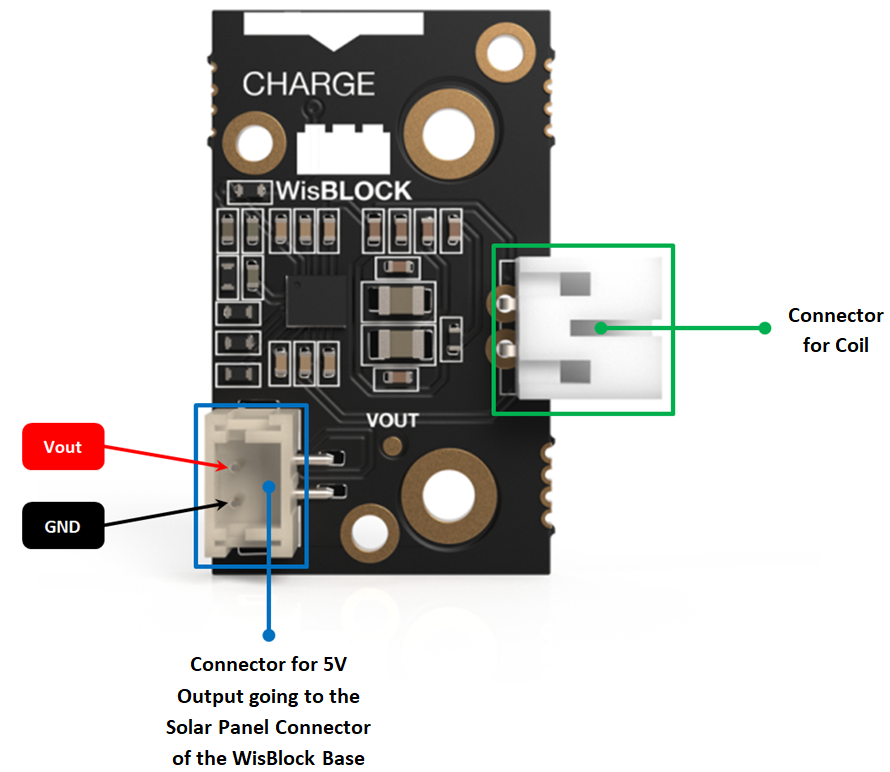 CHARGE
WisBLOCK
Connector
for Coil
VOUT
Vout
GND
Connector for 5V
Output going to the
Solar Panel Connector
of the WisBlock Base